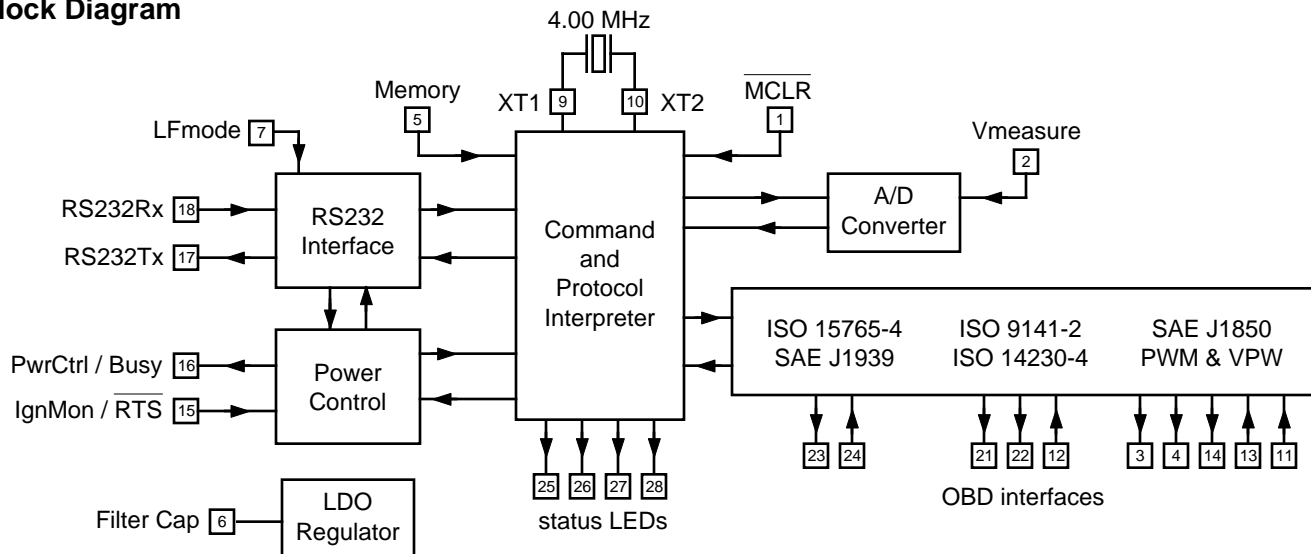 lock Diagram
4.00 MHz
Memory
5
XT1
9
10
XT2
MCLR
1
LFmode
7
Vmeasure
2
RS232Rx
18
RS232Tx
17
RS232
Interface
Command
and
Protocol
Interpreter
A/D
Converter
ISO 15765-4
SAE J1939
ISO 9141-2
ISO 14230-4
SAE J1850
PWM & VPW
PwrCtrl / Busy
16
IgnMon / RTS
15
Power
Control
23
24
21
22
12
3
4
14
13
11
OBD interfaces
25
26
27
28
status LEDs
Filter Cap
6
LDO
Regulator